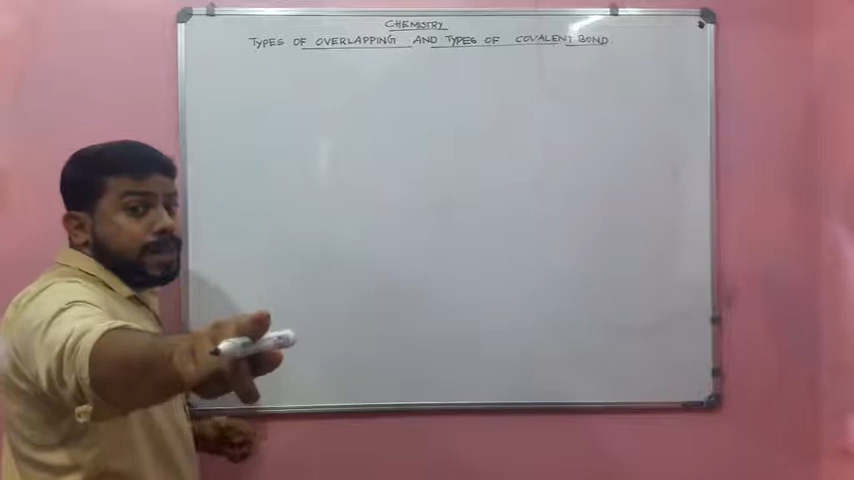 CHEMISTRY
TYPES OF OVERLAPPING AND TYPES OF COVALENT BOND